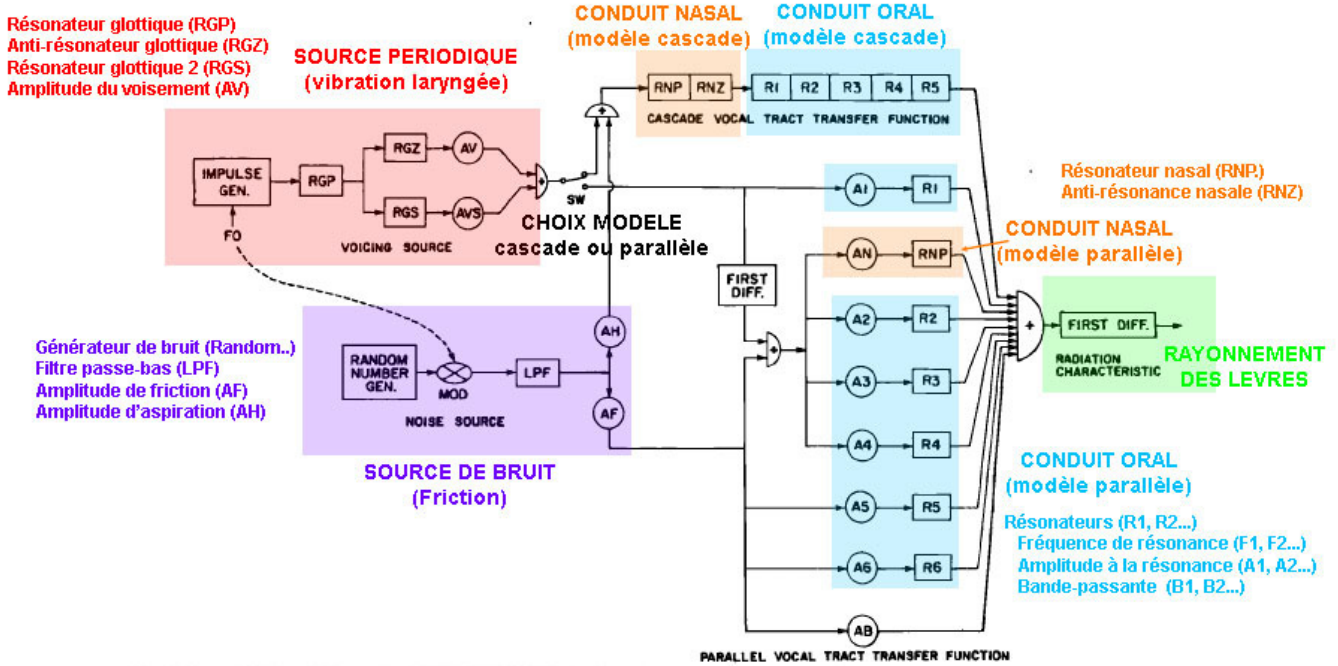 Résonateur glottique (RGP)
Anti-résonateur glottique (RGZ)
Résonateur glottique 2 (RGS)
Amplitude du voisement (AV)
SOURCE PERIODIQUE
(vibration laryngée)
CONDUIT NASAL
(modèle cascade)
CONDUIT ORAL
(modèle cascade)
RNP
RNZ
R1
R2
R3
R4
R5
CASCADE VOCAL TRACT TRANSFER FUNCTION
+
IMPULSE
GEN.
RGP
RGZ
AV
RGS
AVS
+
SW
F0
VOICING SOURCE
CHOIX MODELE
cascade ou parallèle
A1
R1
Résonateur nasal (RNP.)
Anti-résonance nasale (RNZ)
CONDUIT NASAL
(modèle parallèle)
AN
RNP
FIRST
DIFF.
+
A2
R2
A3
R3
A4
R4
A5
R5
A6
R6
AB
PARALLEL VOCAL TRACT TRANSFER FUNCTION
+
FIRST DIFF.
RADIATION
CHARACTERISTIC
RAYONNEMENT
DES LEVRES
Générateur de bruit (Random..)
Filtre passe-bas (LPF)
Amplitude de friction (AF)
Amplitude d'aspiration (AH)
RANDOM
NUMBER
GEN.
MOD
LPF
AH
AF
NOISE SOURCE
SOURCE DE BRUIT
(Friction)
CONDUIT ORAL
(modèle parallèle)
Résonateurs (R1, R2...)
Fréquence de résonance (F1, F2...)
Amplitude à la résonance (A1, A2...)
Bande-passante (B1, B2...)